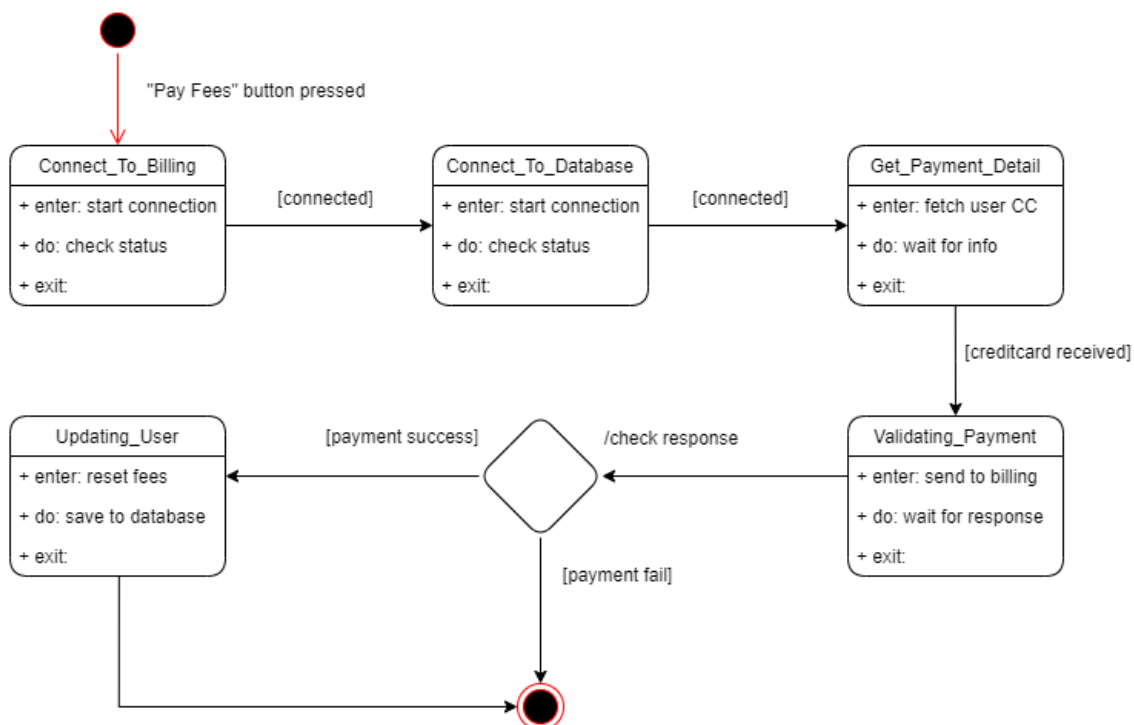 "Pay Fees" button pressed
Connect_To_Billing
+ enter: start connection
+ do: check status
+ exit:
[connected]
Connect_To_Database
+ enter: start connection
+ do: check status
+ exit:
[connected]
Get_Payment_Detail
+ enter: fetch user CC
+ do: wait for info
+ exit:
[creditcard received]
Validating_Payment
+ enter: send to billing
+ do: wait for response
+ exit:
/check response
[payment success]
Updating_User
+ enter: reset fees
+ do: save to database
+ exit:
[payment fail]